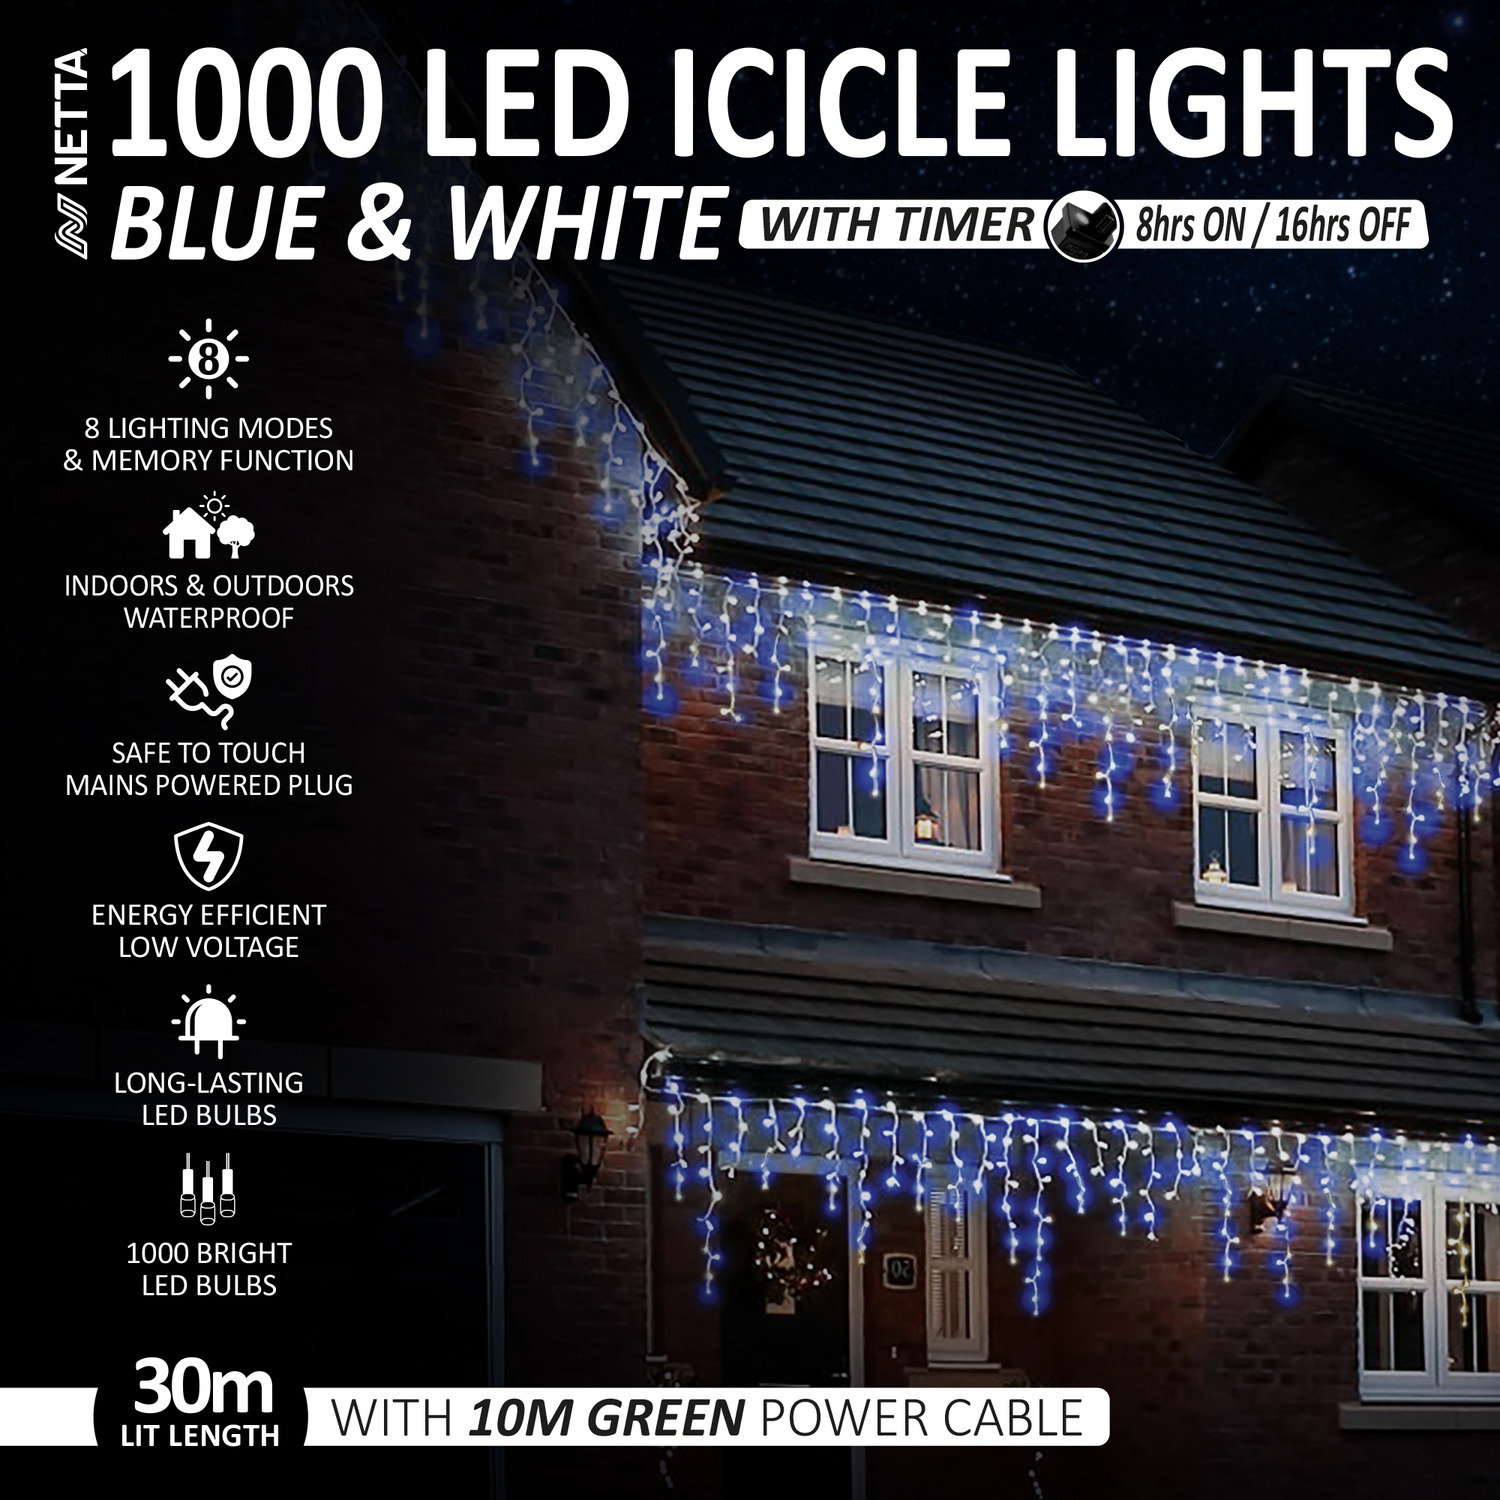 NETTA
1000 LED ICICLE LIGHTS
BLUE & WHITE
WITH TIMER 8hrs ON / 16hrs OFF
8
8 LIGHTING MODES
& MEMORY FUNCTION
INDOORS & OUTDOORS
WATERPROOF
SAFE TO TOUCH
MAINS POWERED PLUG
ENERGY EFFICIENT
LOW VOLTAGE
LONG-LASTING
LED BULBS
1000 BRIGHT
LED BULBS
30m
LIT LENGTH
WITH 10M GREEN POWER CABLE